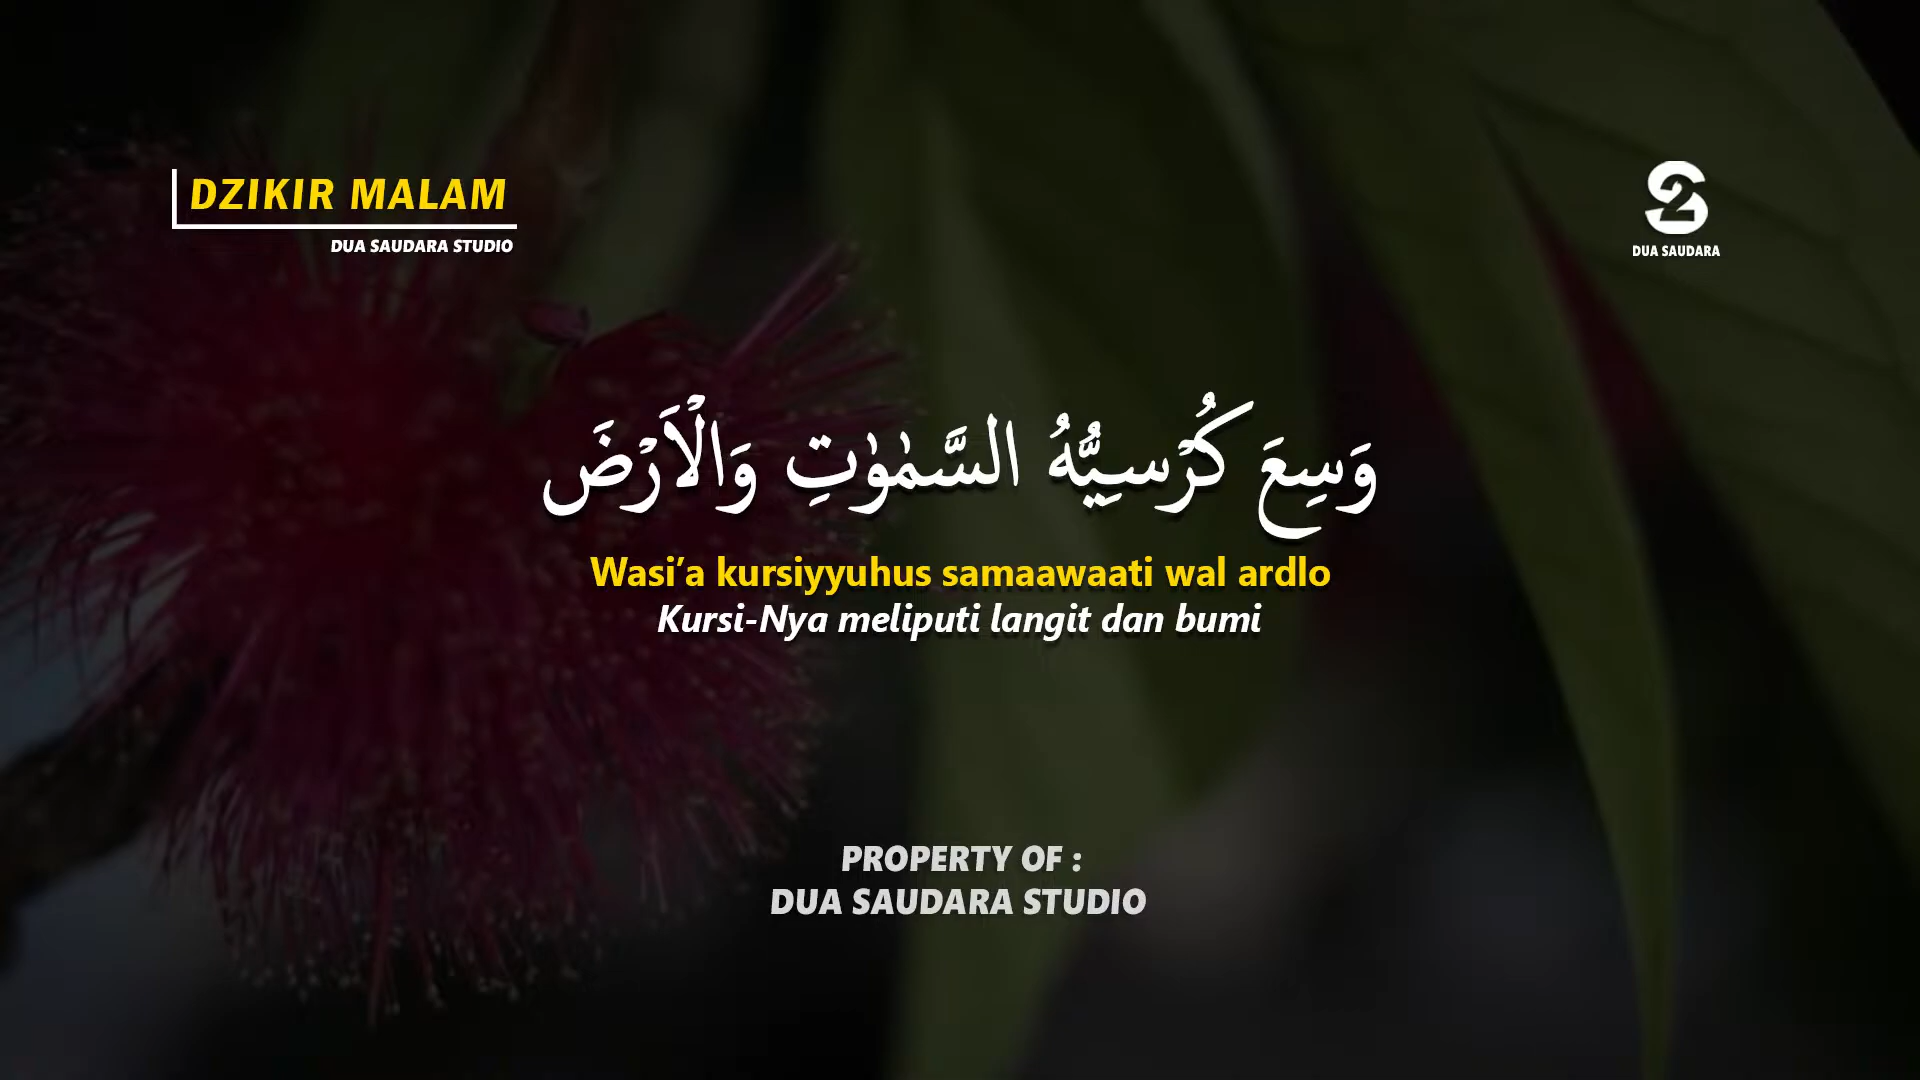 DZIKIR MALAM
DUA SAUDARA STUDIO
S2
DUA SAUDARA
وَسِعَ كُرْسِيُّهُ السَّمٰوٰتِ وَالْاَرْضَ
Wasi’a kursiyyuhus samaawaati wal ardlo
Kursi-Nya meliputi langit dan bumi
PROPERTY OF :
DUA SAUDARA STUDIO